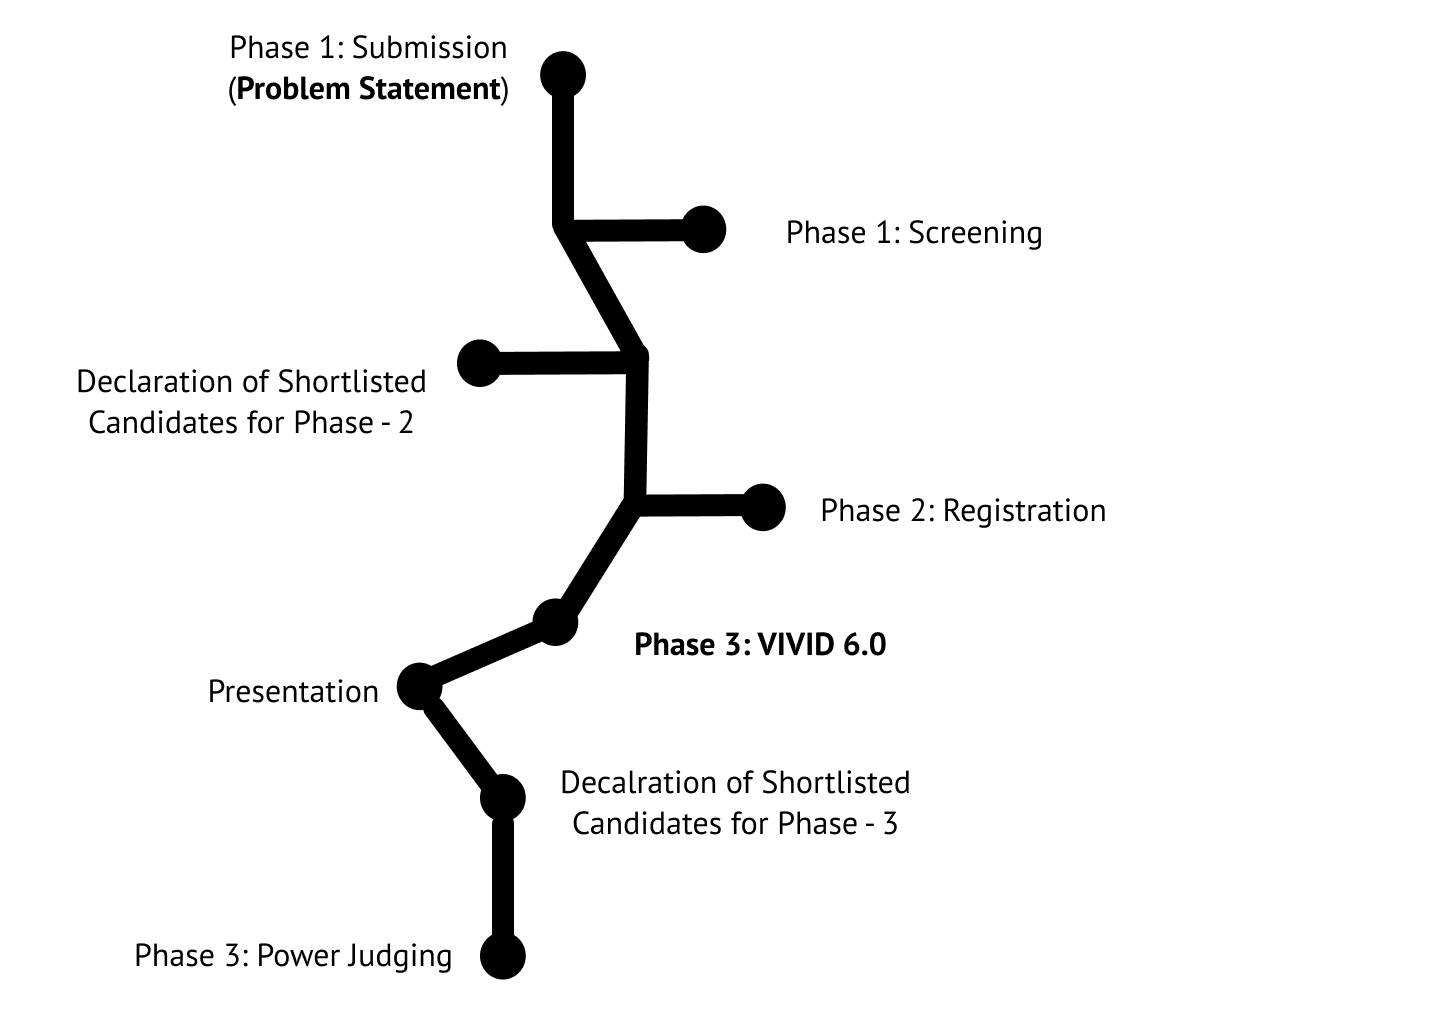 Phase 1: Submission
(Problem Statement)
Phase 1: Screening
Declaration of Shortlisted
Candidates for Phase - 2
Phase 2: Registration
Phase 3: VIVID 6.0
Presentation
Decalration of Shortlisted
Candidates for Phase - 3
Phase 3: Power Judging